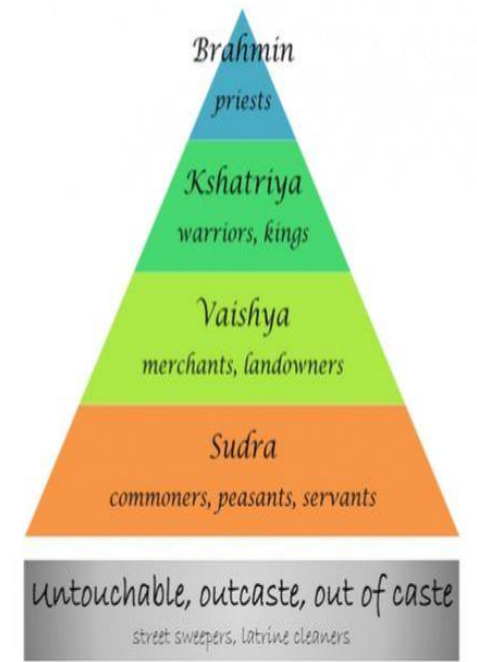 Brahmin
priests
Kshatriya
warriors, kings
Vaishya
merchants, landowners
Sudra
commoners, peasants, servants
Untouchable, outcaste, out of caste
street sweepers, latrine cleaners